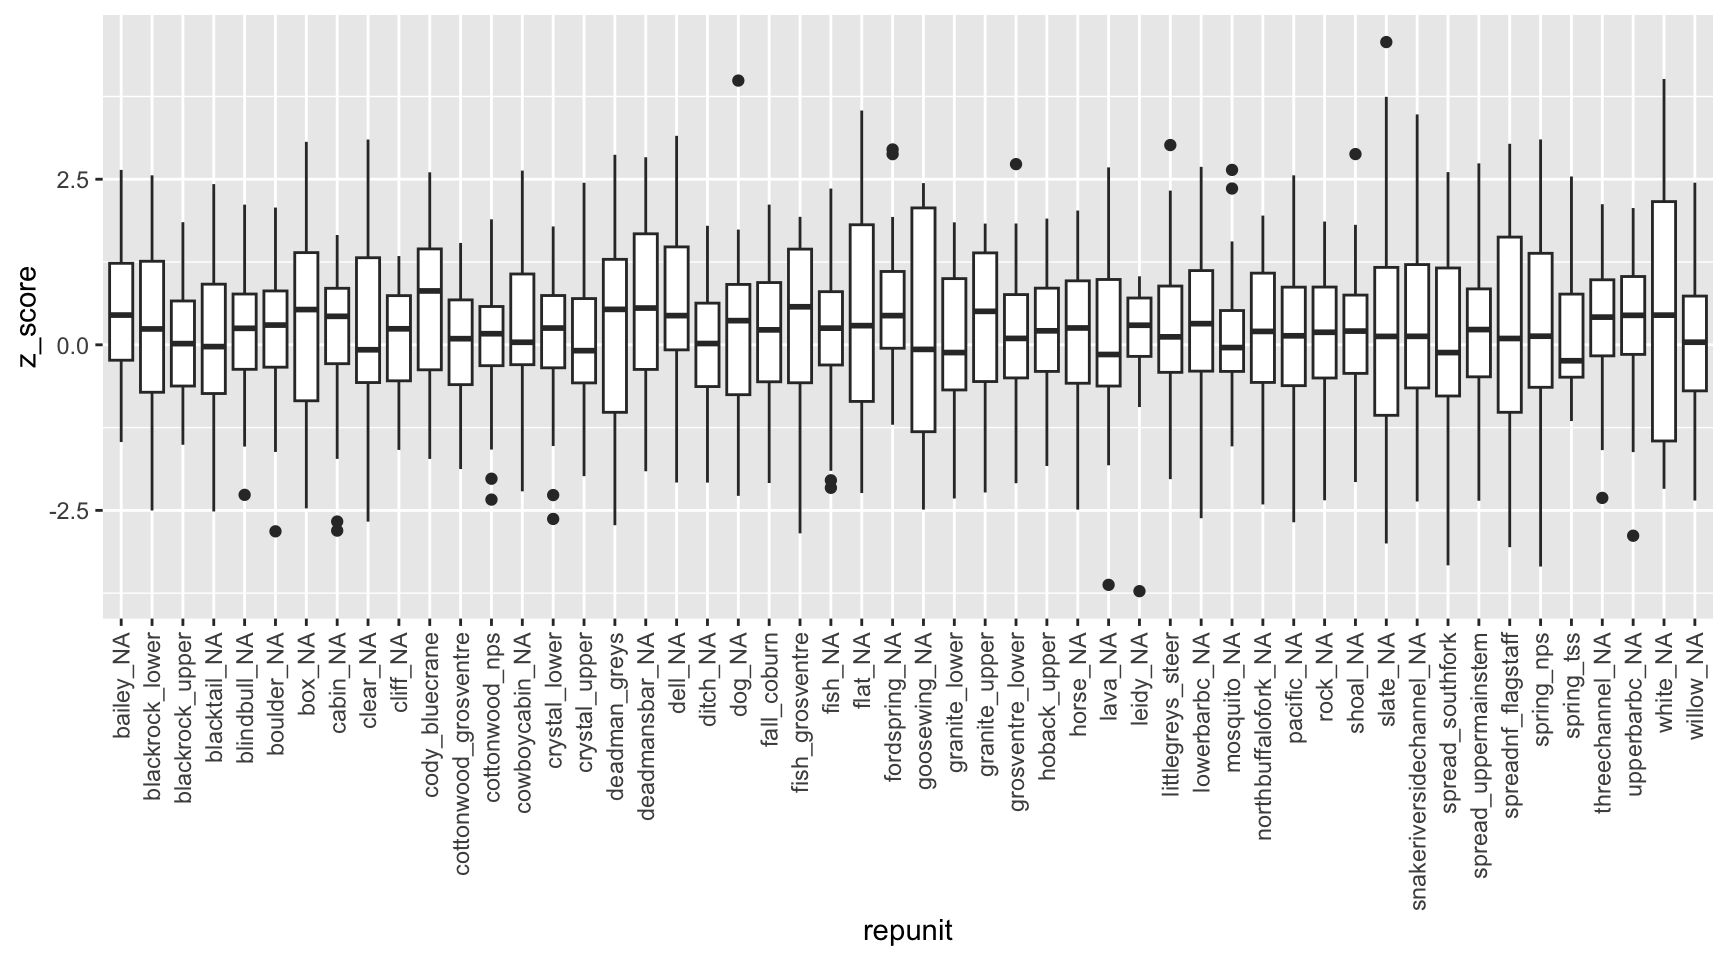 z_score
2.5
0.0
-2.5
bailey_NA
blackrock_lower
blackrock_upper
blacktail_NA
blindbull_NA
boulder_NA
box_NA
cabin_NA
clear_NA
cliff_NA
cody_bluecrane
cottonwood_grosventre
cottonwood_nps
cowboycabin_NA
crystal_lower
crystal_upper
deadman_greys
deadmansbar_NA
dell_NA
ditch_NA
dog_NA
fall_coburn
fish_grosventre
fish_NA
flat_NA
fordspring_NA
goosewing_NA
granite_lower
granite_upper
grosventre_lower
hoback_upper
horse_NA
lava_NA
leidy_NA
littlegreys_steer
lowerbarbc_NA
mosquito_NA
northbuffalofork_NA
pacific_NA
rock_NA
shoal_NA
slate_NA
snakeriversidechannel_NA
spread_southfork
spread_uppermainstem
spreadnf_flagstaff
spring_nps
spring_tss
threechannel_NA
upperbarbc_NA
white_NA
willow_NA
repunit